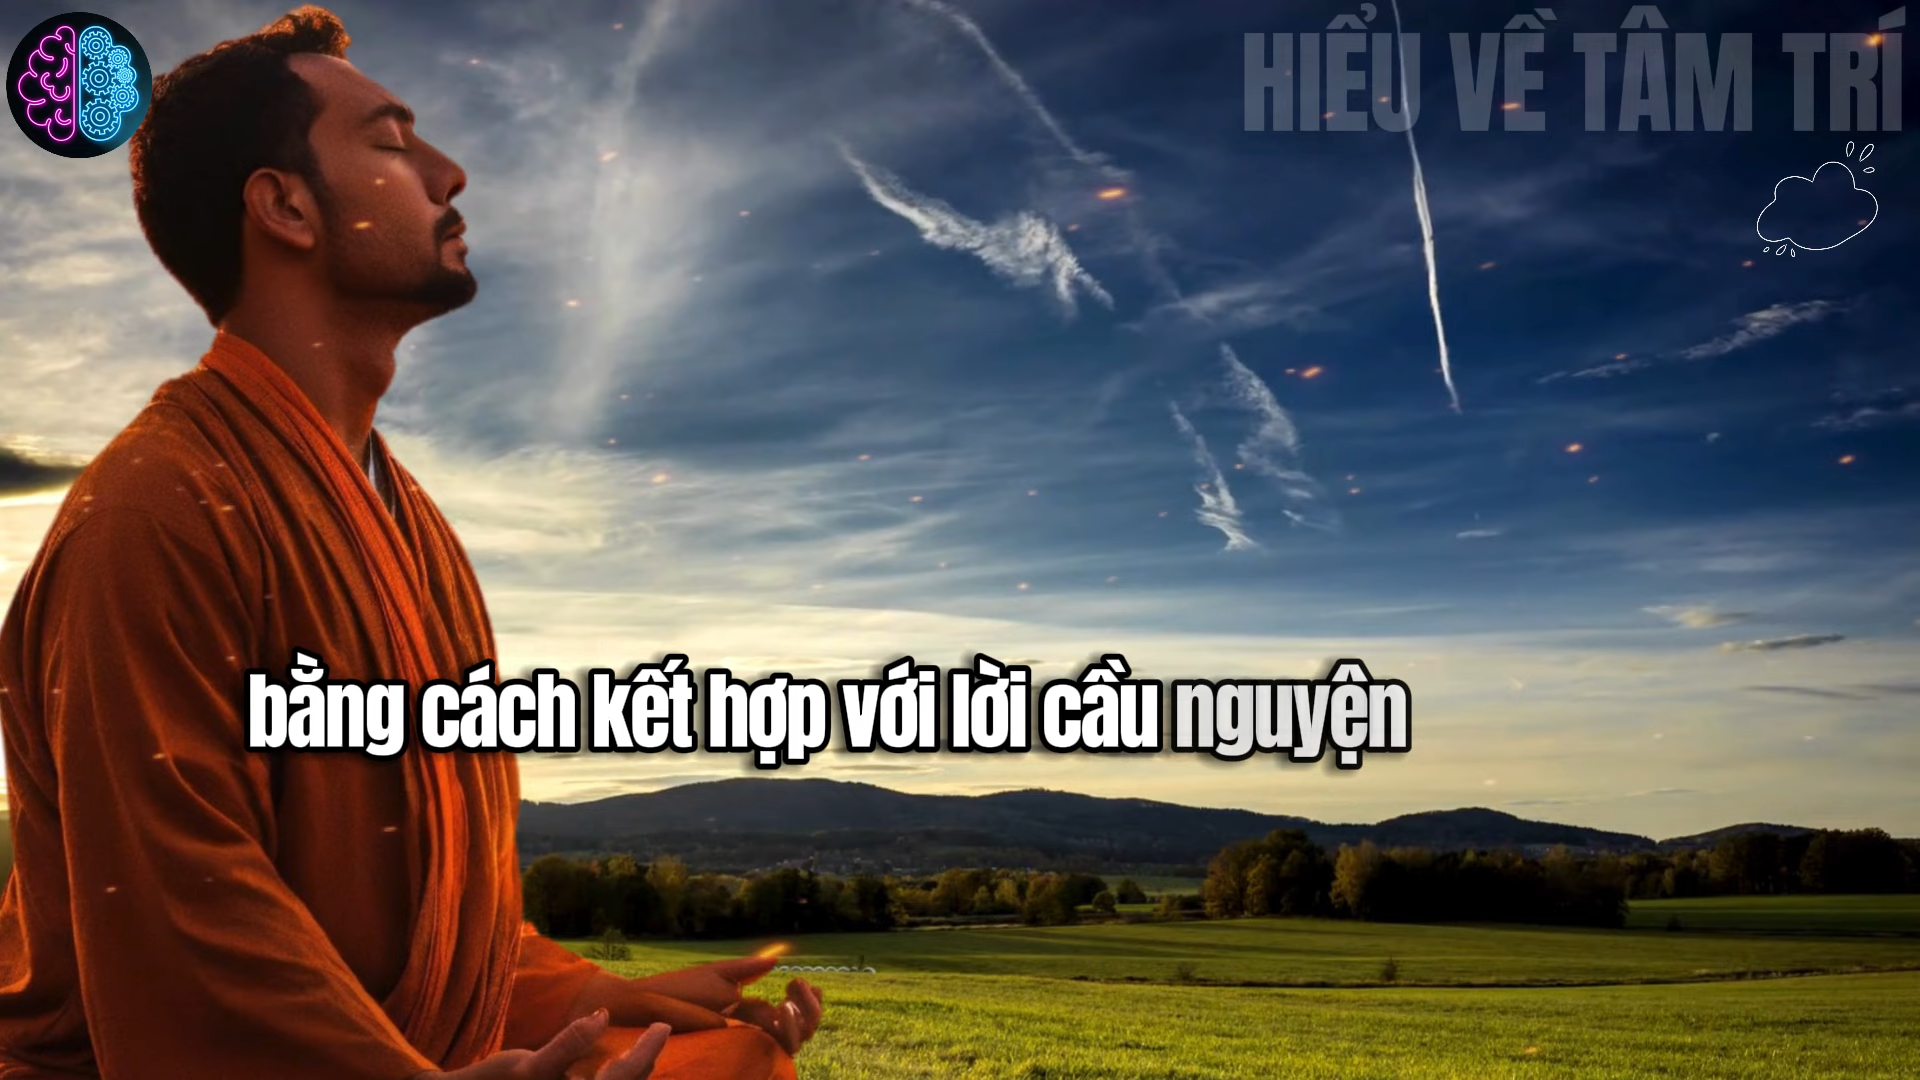 HIỂU VỀ TÂM TRÍ
bằng cách kết hợp với lời cầu nguyện